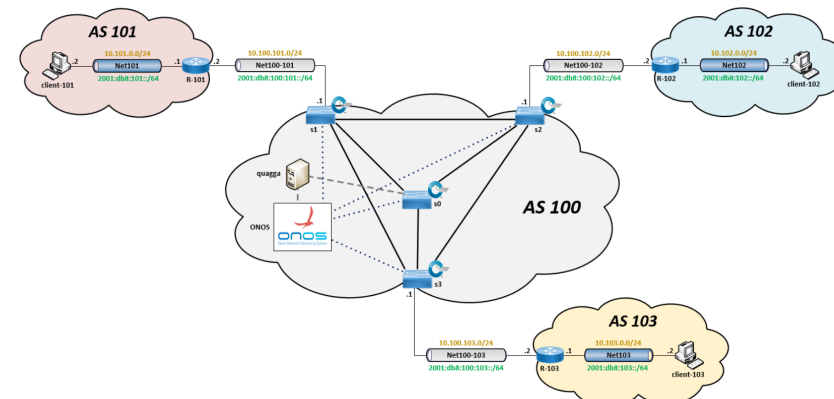 AS 101
10.101.0.0/24
.2
Net101
.1
2001:db8:101::/64
client-101
R-101
10.100.101.0/24
.2
Net100-101
2001:db8:100:101::/64
10.100.102.0/24
Net100-102
.2
2001:db8:100:102::/64
AS 102
10.102.0.0/24
.1
Net102
.2
2001:db8:102::/64
R-102
client-102
.1
s1
.1
s2
quagga
s0
AS 100
ONOS
onos
Open Network Operating System
s3
.1
AS 103
10.100.103.0/24
Net100-103
.2
2001:db8:100:103::/64
10.103.0.0/24
.1
Net103
.2
2001:db8:103::/64
R-103
client-103